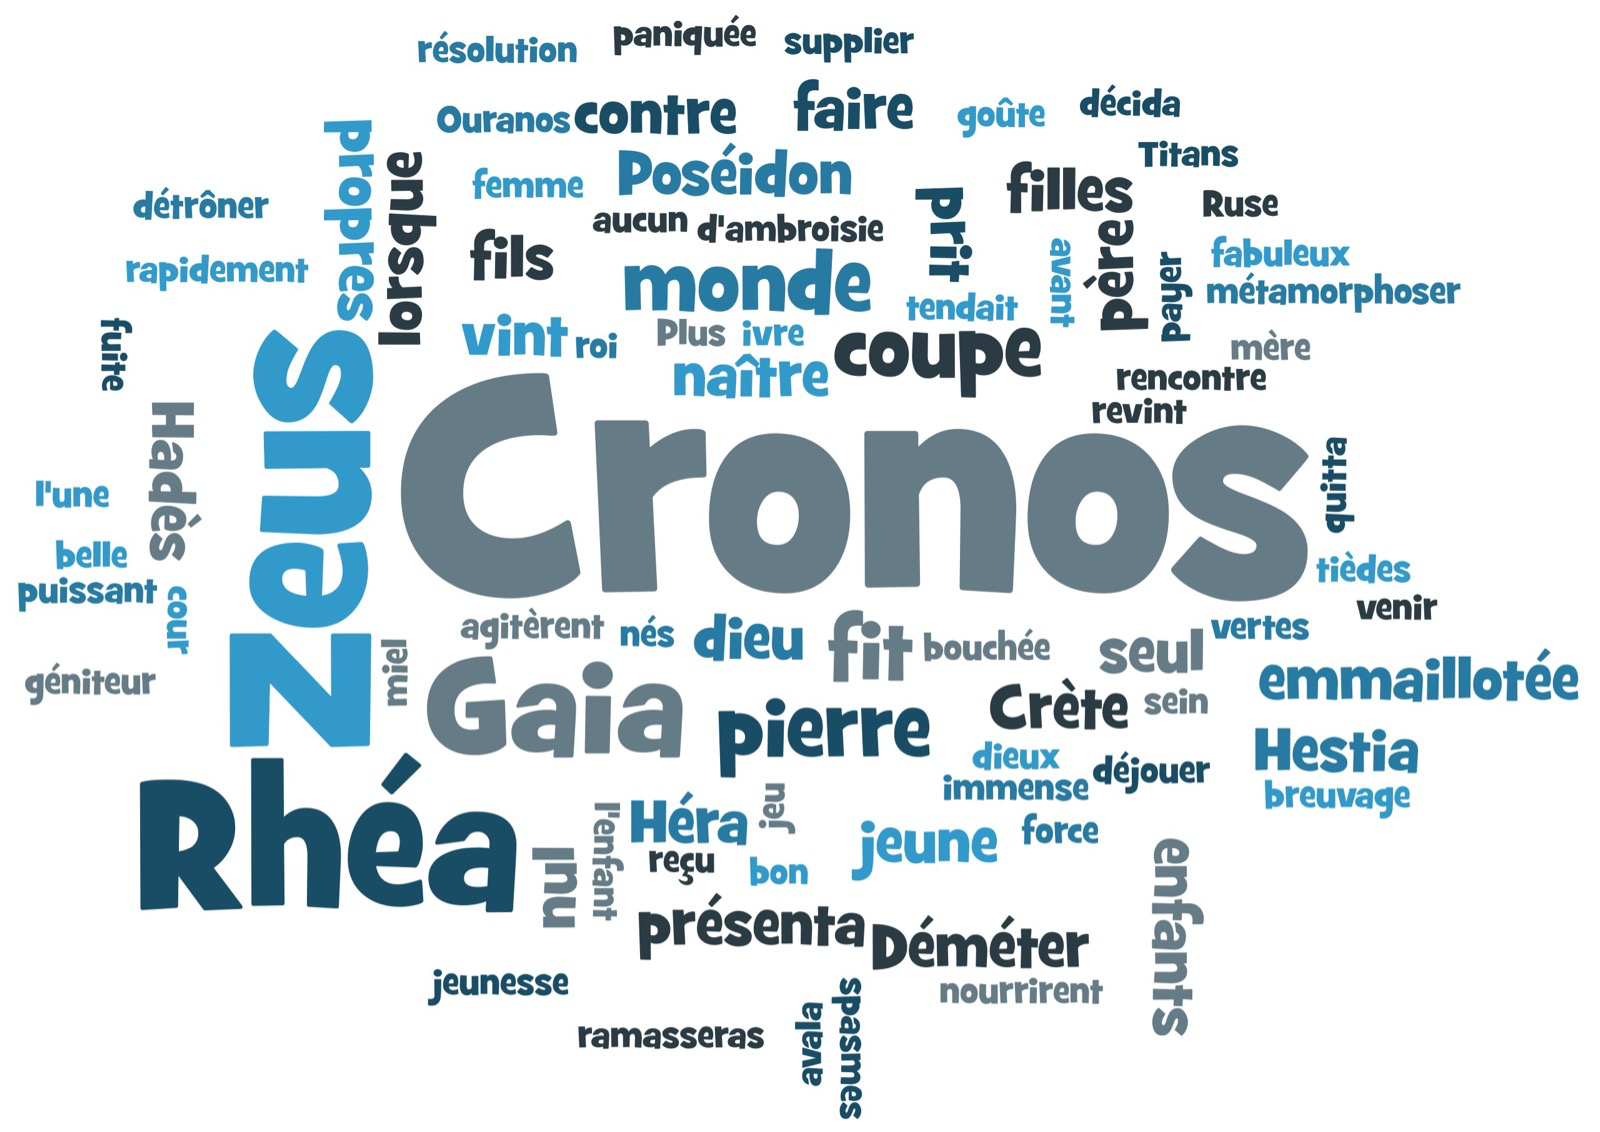 résolution paniquée supplier
Ouranos contre faire goûte décida
propres lorsque femme Poséidon prit filles Titans
détrôner aucun d'ambroisie Ruse
rapidement fils monde avant pères payer fabuleux
tendait métamorphoser
fuite vint roi Plus ivre coupe mère
naître rencontre
revint
Hadès Zeus Cronos quitta
l'une
belle tièdes
puissant cour venir
agitèrent nés dieu fit bouchée seul vertes
géniteur miel Gaia Crète sein emmaillotée
pierre dieux déjouer Hestia
immense breuvage
Rhéa nul l'enfant Héra jeu jeune force enfants
reçu bon
présenta Déméter
jeunesse nourrirent
ramasseras avala spasmes